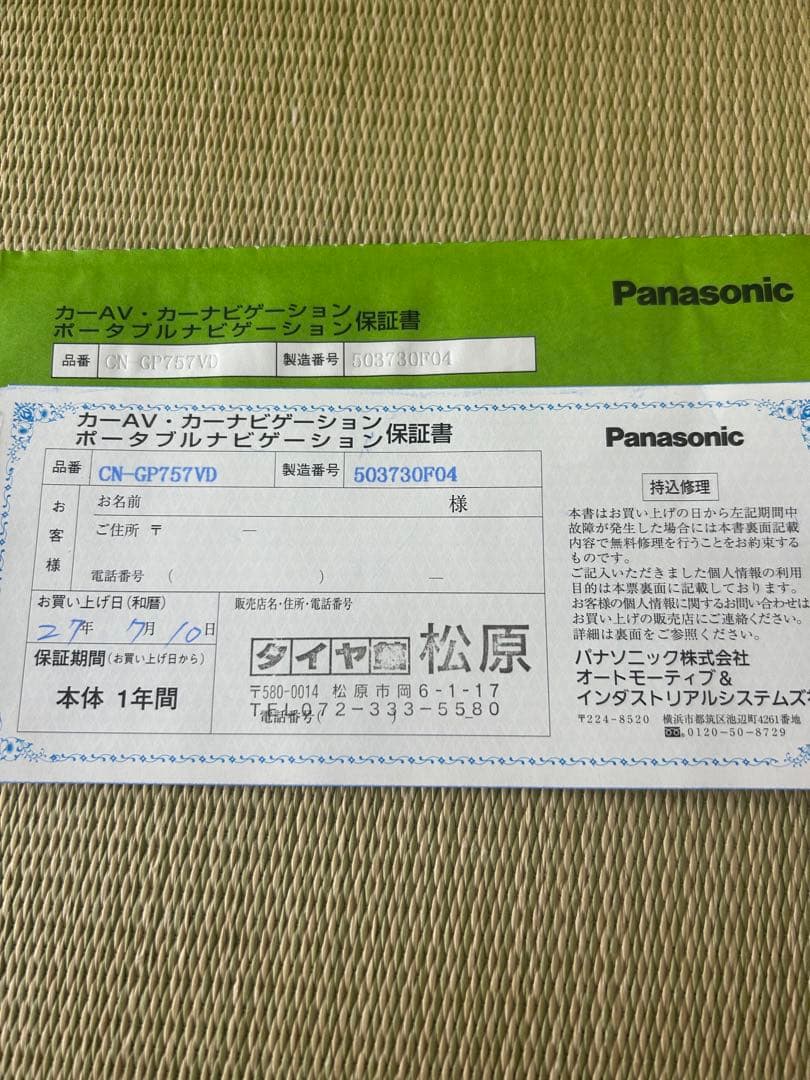 Panasonic
カーAV・カーナビゲーション
ポータブルナビゲーション 保証書
品番 CN-GP757VD 製造番号 503730F04
カーAV・カーナビゲーション
ポータブルナビゲーション 保証書
品番 CN-GP757VD 製造番号 503730F04
お客様
お名前 様
ご住所 〒 —
電話番号 ( ) —
お買い上げ日(和暦)
27年 7月 10日
保証期間(お買い上げ日から)
本体 1年間
販売店名・住所・電話番号
タイヤ館 松原
〒580-0014 松原市岡6-1-17
TEL072-333-5580
電話番号( ) —
Panasonic
持込修理
本書はお買い上げの日から左記期間中
故障が発生した場合には本書裏面記載
内容で無料修理を行うことをお約束する
ものです。
ご記入いただきました個人情報の利用
目的は本票裏面に記載しております。
お客様の個人情報に関するお問い合わせは
お買い上げの販売店にご連絡ください。
詳細は裏面をご参照ください。
パナソニック株式会社
オートモーティブ&
インダストリアルシステムズ
〒224-8520 横浜市都筑区池辺町4261番地
0120-50-8729